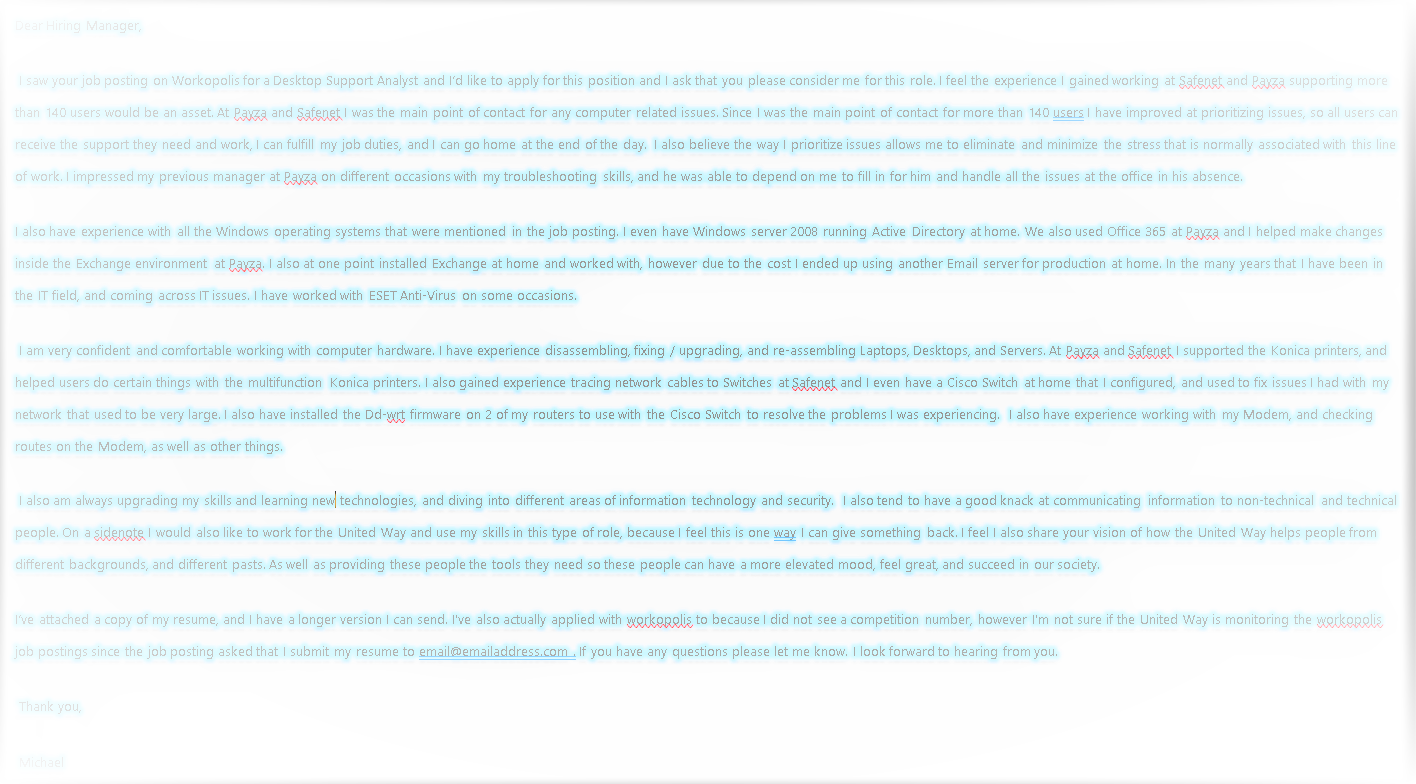 Dear Hiring Manager,
I saw your job posting on Workopolis for a Desktop Support Analyst and I'd like to apply for this position and I ask that you please consider me for this role. I feel the experience I gained working at Safenet and Payza supporting more
than 140 users would be an asset. At Payza and Safenet I was the main point of contact for any computer related issues. Since I was the main point of contact for more than 140 users I have improved at prioritizing issues, so all users can
receive the support they need and work, I can fulfill my job duties, and I can go home at the end of the day. I also believe the way I prioritize issues allows me to eliminate and minimize the stress that is normally associated with this line
of work. I impressed my previous manager at Payza on different occasions with my troubleshooting skills, and he was able to depend on me to fill in for him and handle all the issues at the office in his absence.
I also have experience with all the Windows operating systems that were mentioned in the job posting. I even have Windows server 2008 running Active Directory at home. We also used Office 365 at Payza and I helped make changes
inside the Exchange environment at Payza. I also at one point installed Exchange at home and worked with, however due to the cost I ended up using another Email server for production at home. In the many years that I have been in
the IT field, and coming across IT issues. I have worked with ESET Anti-Virus on some occasions.
I am very confident and comfortable working with computer hardware. I have experience disassembling, fixing / upgrading, and re-assembling Laptops, Desktops, and Servers. At Payza and Safenet I supported the Konica printers, and
helped users do certain things with the multifunction Konica printers. I also gained experience tracing network cables to Switches at Safenet and I even have a Cisco Switch at home that I configured, and used to fix issues I had with my
network that used to be very large. I also have installed the Dd-wrt firmware on 2 of my routers to use with the Cisco Switch to resolve the problems I was experiencing. I also have experience working with my Modem, and checking
routes on the Modem, as well as other things.
I also am always upgrading my skills and learning new technologies, and diving into different areas of information technology and security. I also tend to have a good knack at communicating information to non-technical and technical
people. On a sidenote I would also like to work for the United Way and use my skills in this type of role, because I feel this is one way I can give something back. I feel I also share your vision of how the United Way helps people from
different backgrounds, and different pasts. As well as providing these people the tools they need so these people can have a more elevated mood, feel great, and succeed in our society.
I've attached a copy of my resume, and I have a longer version I can send. I've also actually applied with workopolis to because I did not see a competition number, however I'm not sure if the United Way is monitoring the workopolis
job postings since the job posting asked that I submit my resume to email@emailaddress.com . If you have any questions please let me know. I look forward to hearing from you.
Thank you,
Michael